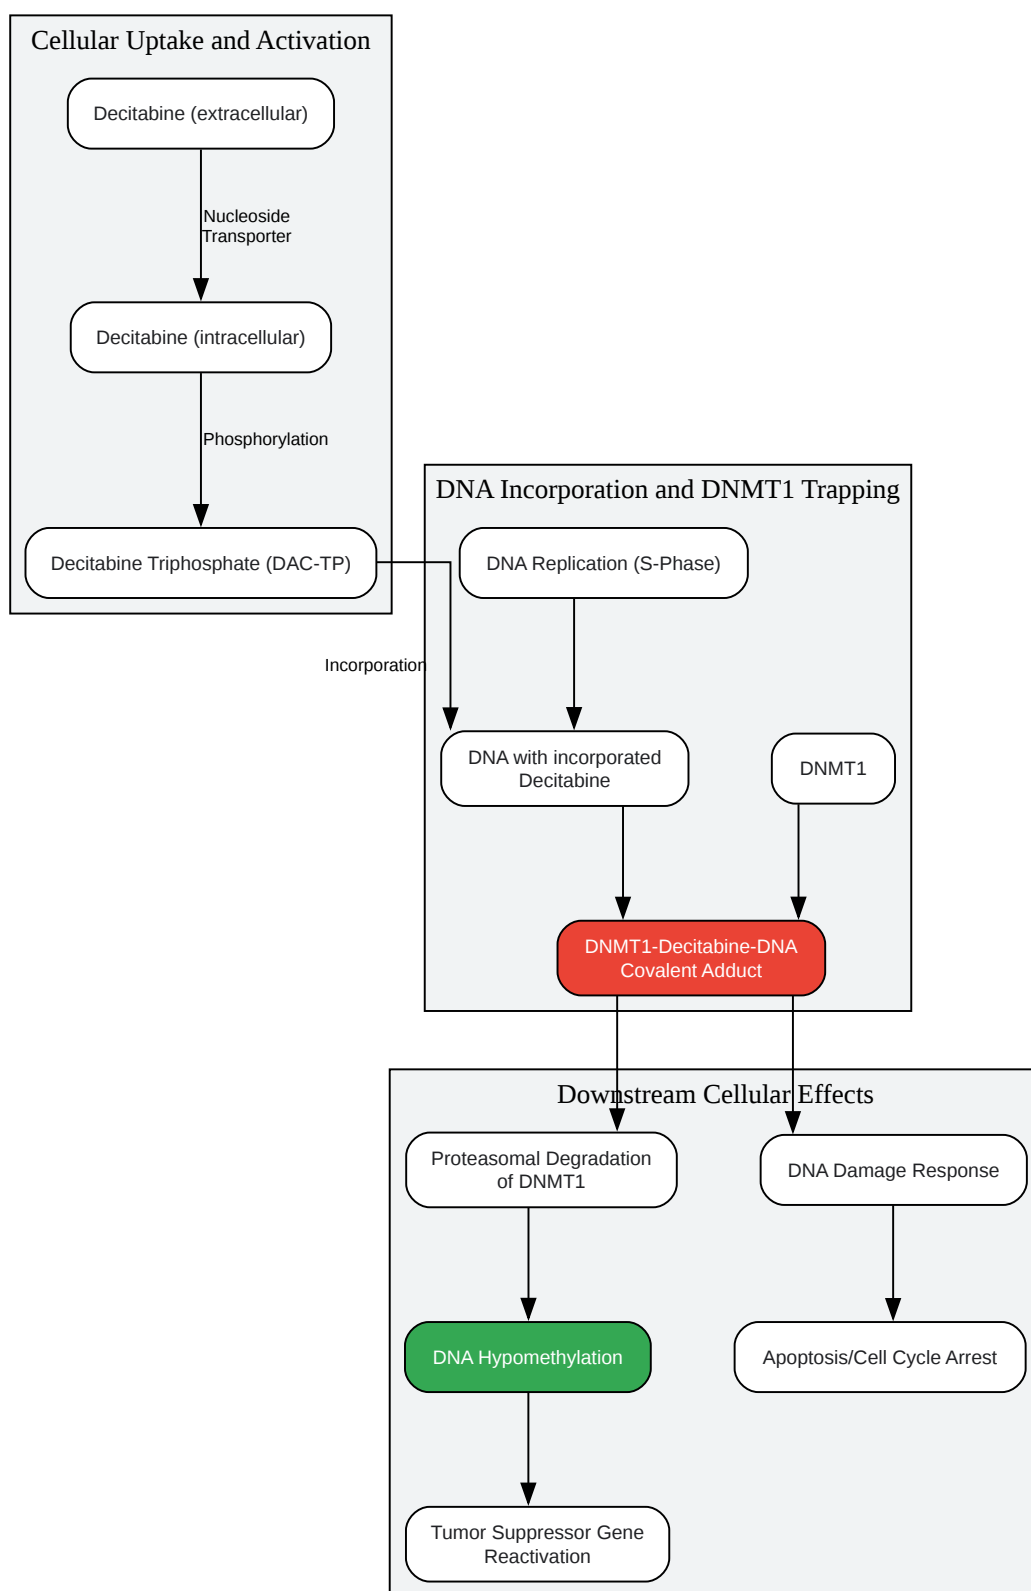 Cellular Uptake and Activation
Decitabine (extracellular)
Nucleoside
Transporter
Decitabine (intracellular)
Phosphorylation
Decitabine Triphosphate (DAC-TP)
Incorporation
DNA Incorporation and DNMT1 Trapping
DNA Replication (S-Phase)
DNA with incorporated
Decitabine
DNMT1
DNMT1-Decitabine-DNA
Covalent Adduct
Downstream Cellular Effects
Proteasomal Degradation
of DNMT1
DNA Damage Response
DNA Hypomethylation
Apoptosis/Cell Cycle Arrest
Tumor Suppressor Gene
Reactivation